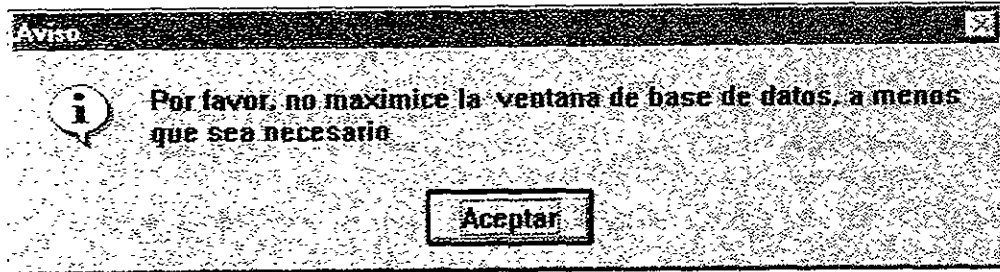 Aviso
Por favor, no maximice la ventana de base de datos, a menos
que sea necesario
Aceptar